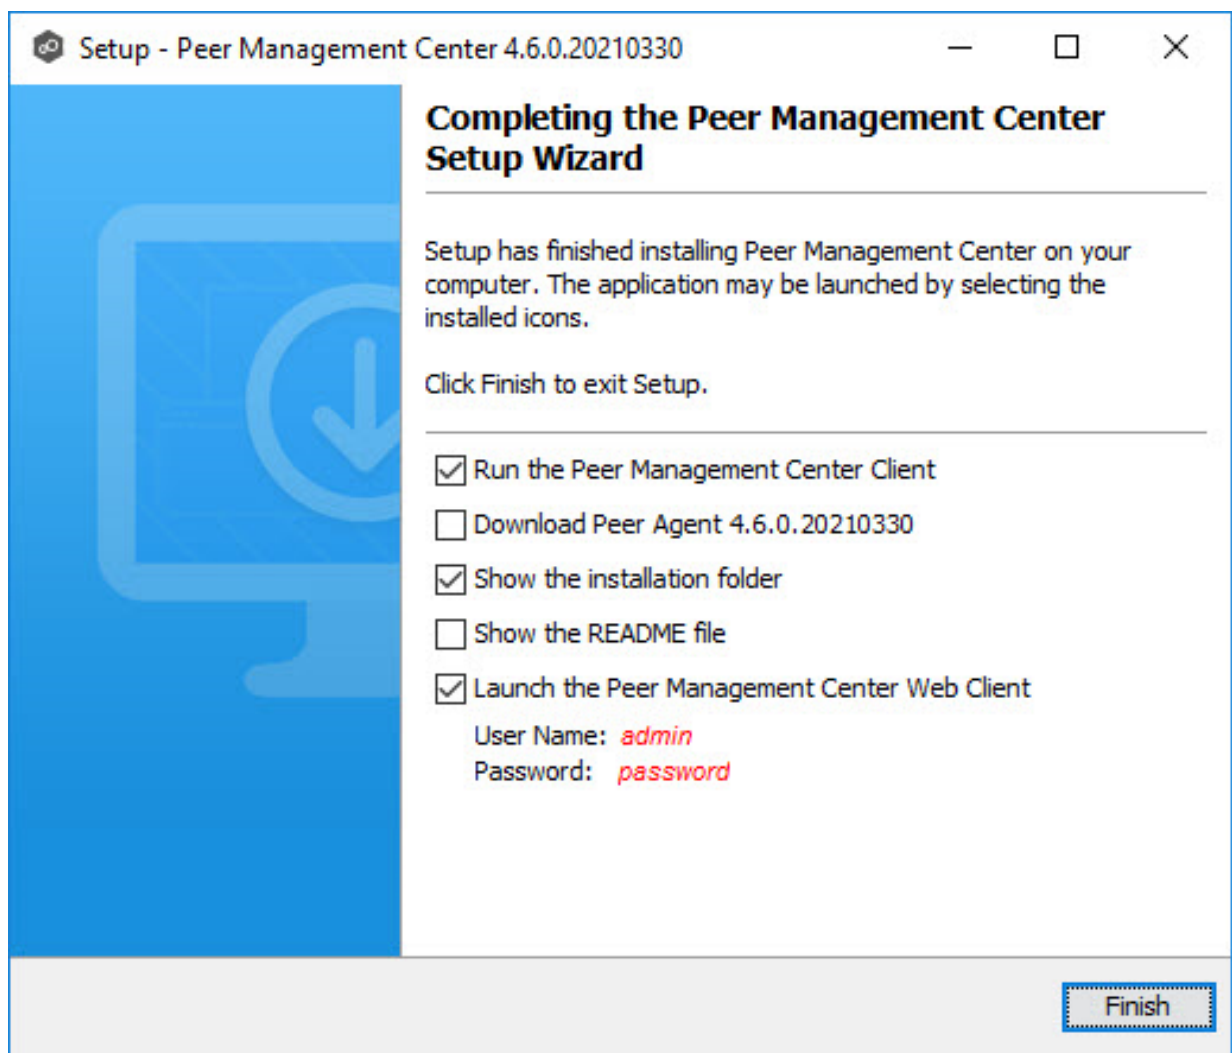 Setup - Peer Management Center 4.6.0.20210330
Completing the Peer Management Center
Setup Wizard
Setup has finished installing Peer Management Center on your
computer. The application may be launched by selecting the
installed icons.
Click Finish to exit Setup.
Run the Peer Management Center Client
Download Peer Agent 4.6.0.20210330
Show the installation folder
Show the README file
Launch the Peer Management Center Web Client
User Name: admin
Password: password
Finish